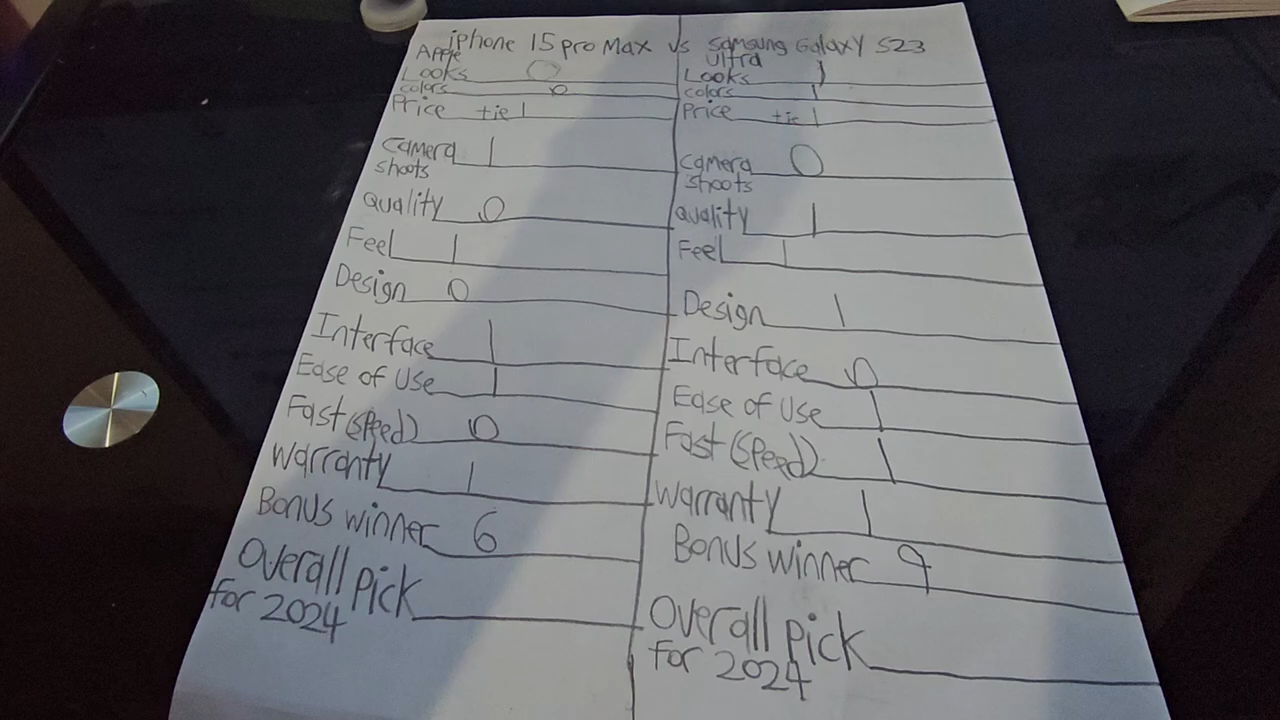 Apple iphone 15 pro Max vs Samsung Galaxy S23 ultra
Looks 0
colors 0
Price tie 1
Camera shoots 1
Quality 0
Feel 1
Design 0
Interface 1
Ease of Use 1
Fast (speed) 0
Warranty 1
Bonus winner 6
Overall pick for 2024
Looks 1
colors 1
Price tie 1
Camera shoots 0
Quality 1
Feel 1
Design 1
Interface 0
Ease of Use 1
Fast (speed) 1
Warranty 1
Bonus winner 9
Overall pick for 2024